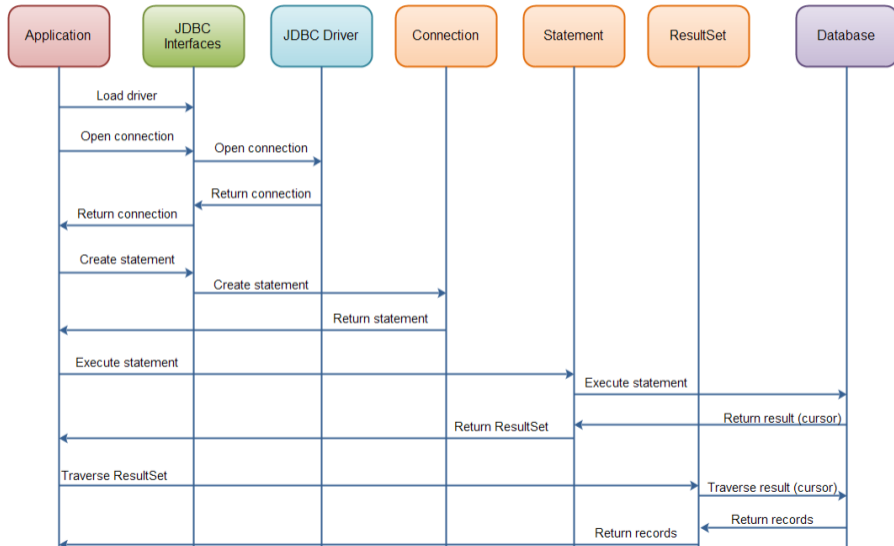 Application
JDBC
Interfaces
JDBC Driver
Connection
Statement
ResultSet
Database
Load driver
Open connection
Open connection
Return connection
Return connection
Create statement
Create statement
Return statement
Execute statement
Execute statement
Return result (cursor)
Return ResultSet
Traverse ResultSet
Traverse result (cursor)
Return records
Return records